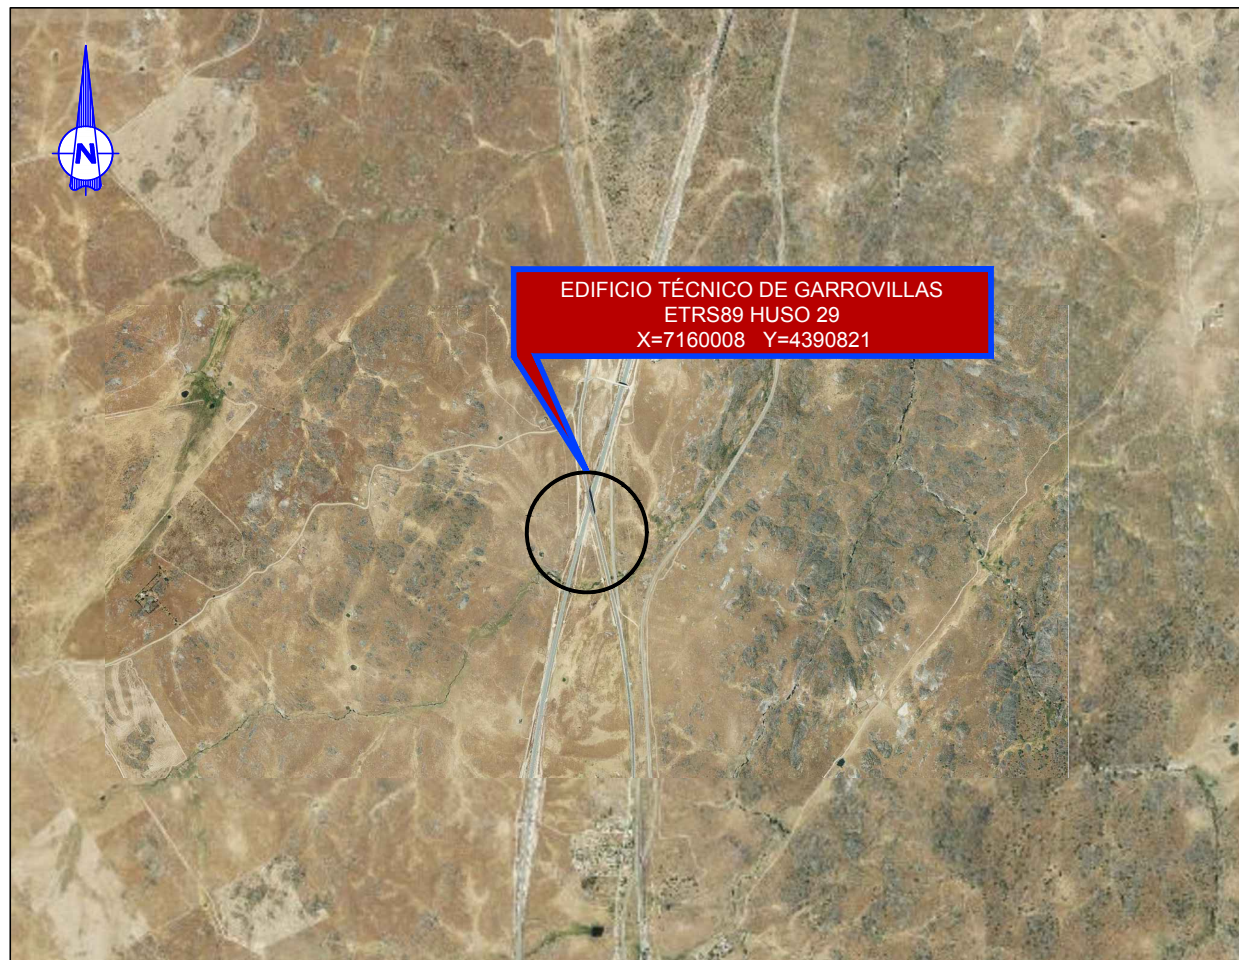 N
EDIFICIO TÉCNICO DE GARROVILLAS
ETRS89 HUSO 29
X=7160008 Y=4390821